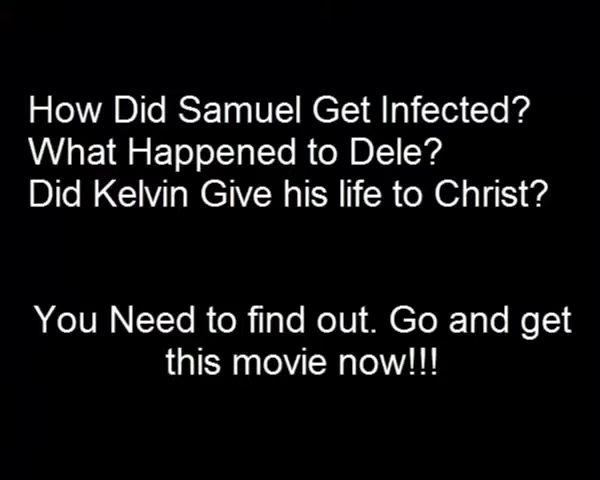 How Did Samuel Get Infected?
What Happened to Dele?
Did Kelvin Give his life to Christ?
You Need to find out. Go and get
this movie now!!!